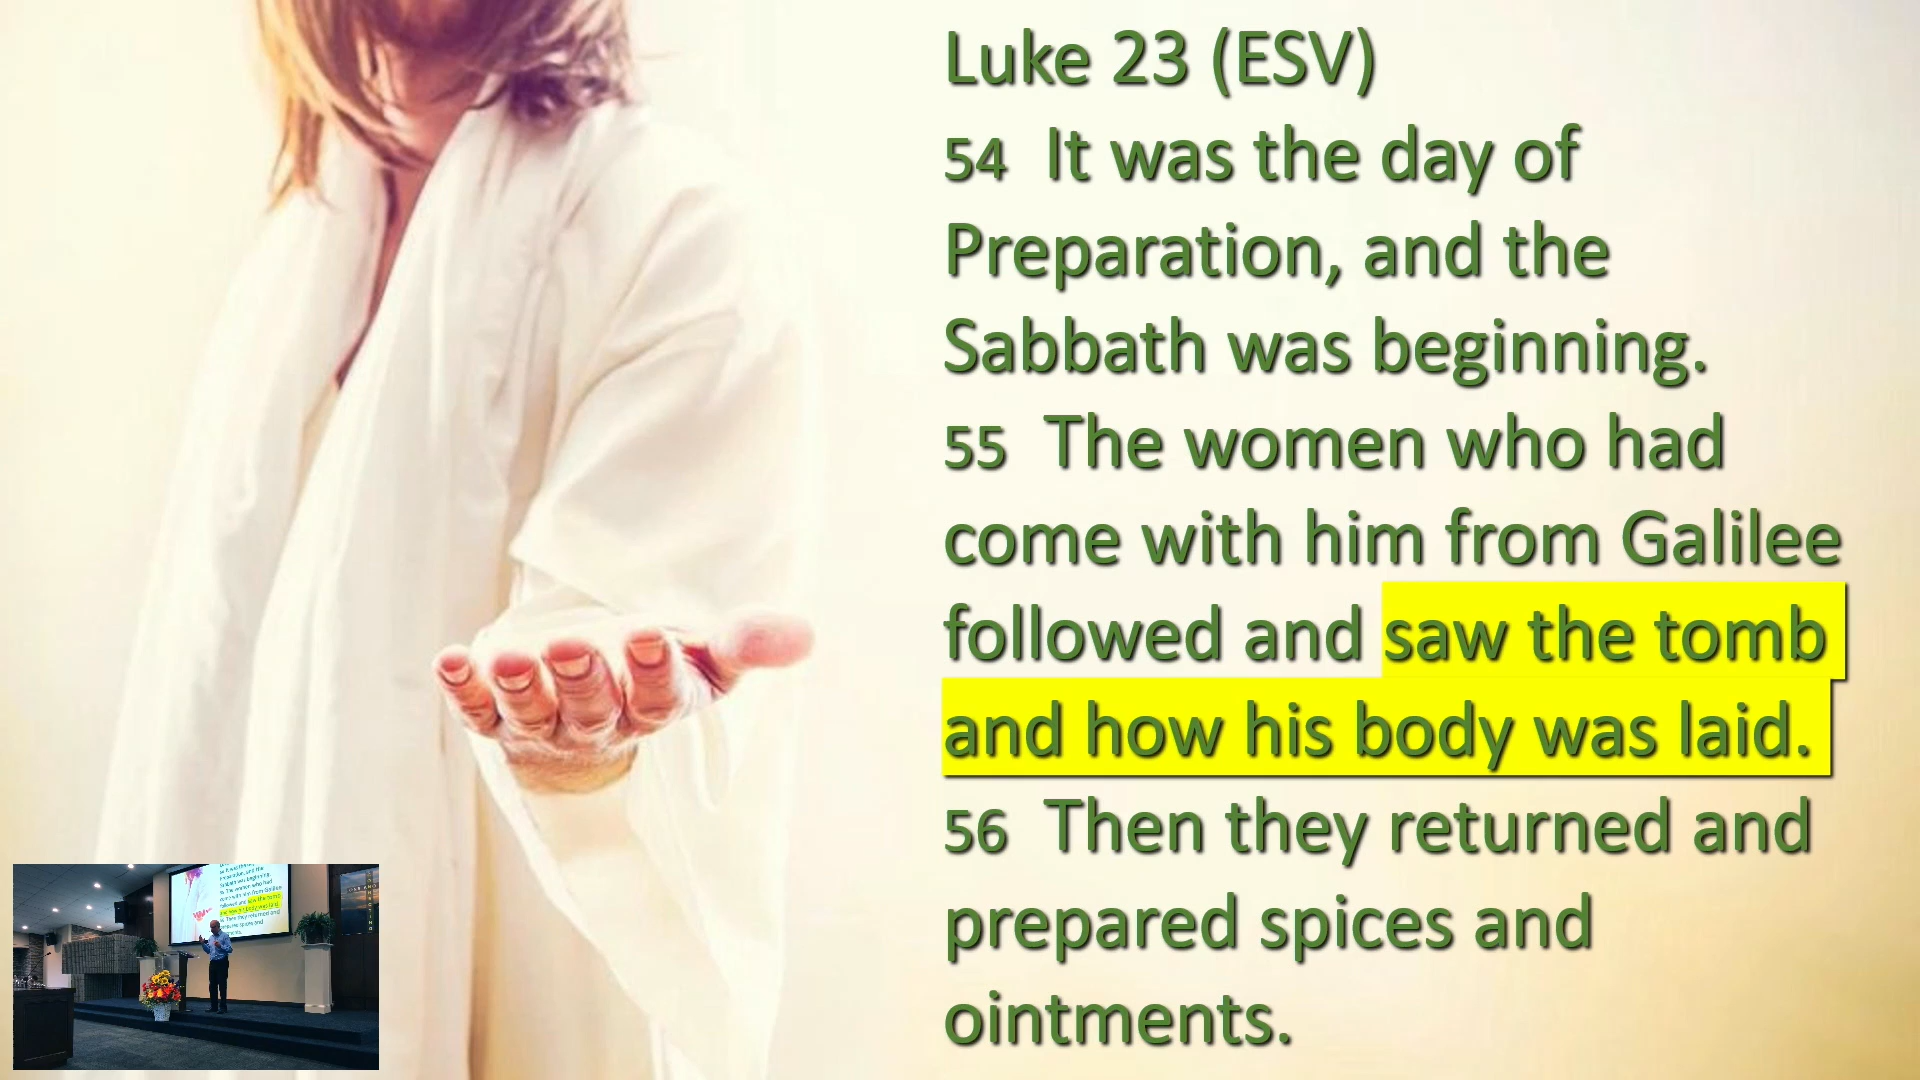 Luke 23 (ESV)
54 It was the day of
Preparation, and the
Sabbath was beginning.
55 The women who had
come with him from Galilee
followed and saw the tomb
and how his body was laid.
56 Then they returned and
prepared spices and
ointments.